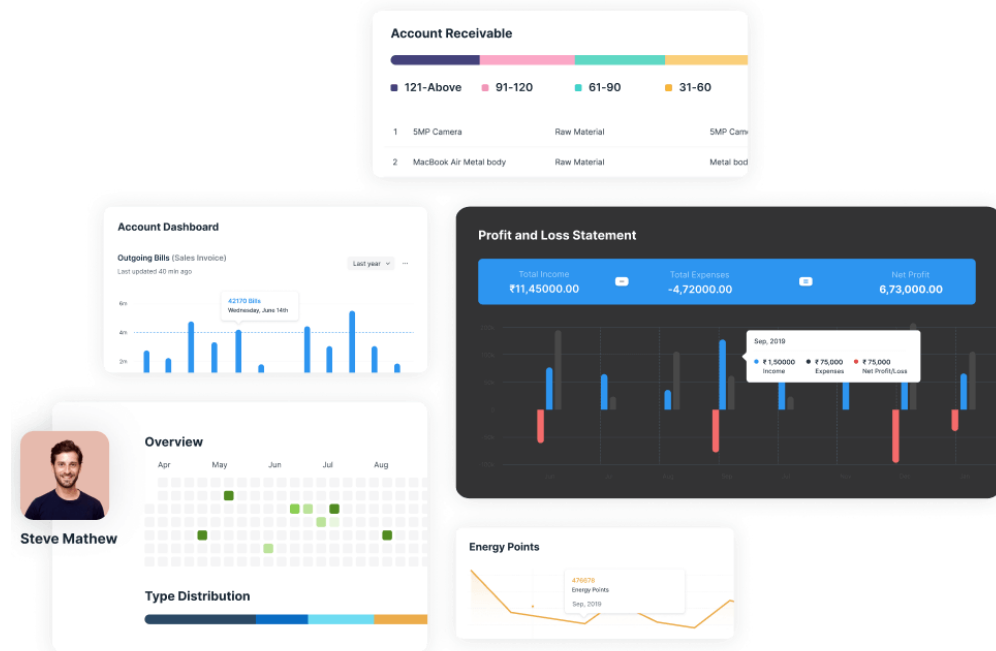 Account Receivable
121-Above 91-120 61-90 31-60
1 5MP Camera Raw Material 5MP Cam
2 MacBook Air Metal body Raw Material Metal bod
Account Dashboard
Outgoing Bills (Sales Invoice)
Last updated 40 min ago
Last year
6m
42170 Bills
Wednesday, June 14th
4m
2m
Profit and Loss Statement
Total Income Total Expenses Net Profit
₹11,45000.00 -4,72000.00 6,73,000.00
Sep, 2019
₹ 1,50000 ₹ 75,000 ₹ 75,000
Income Expenses Net Profit/Loss
Overview
Apr May Jun Jul Aug
Steve Mathew
Type Distribution
Energy Points
476678
Energy Points
Sep, 2019